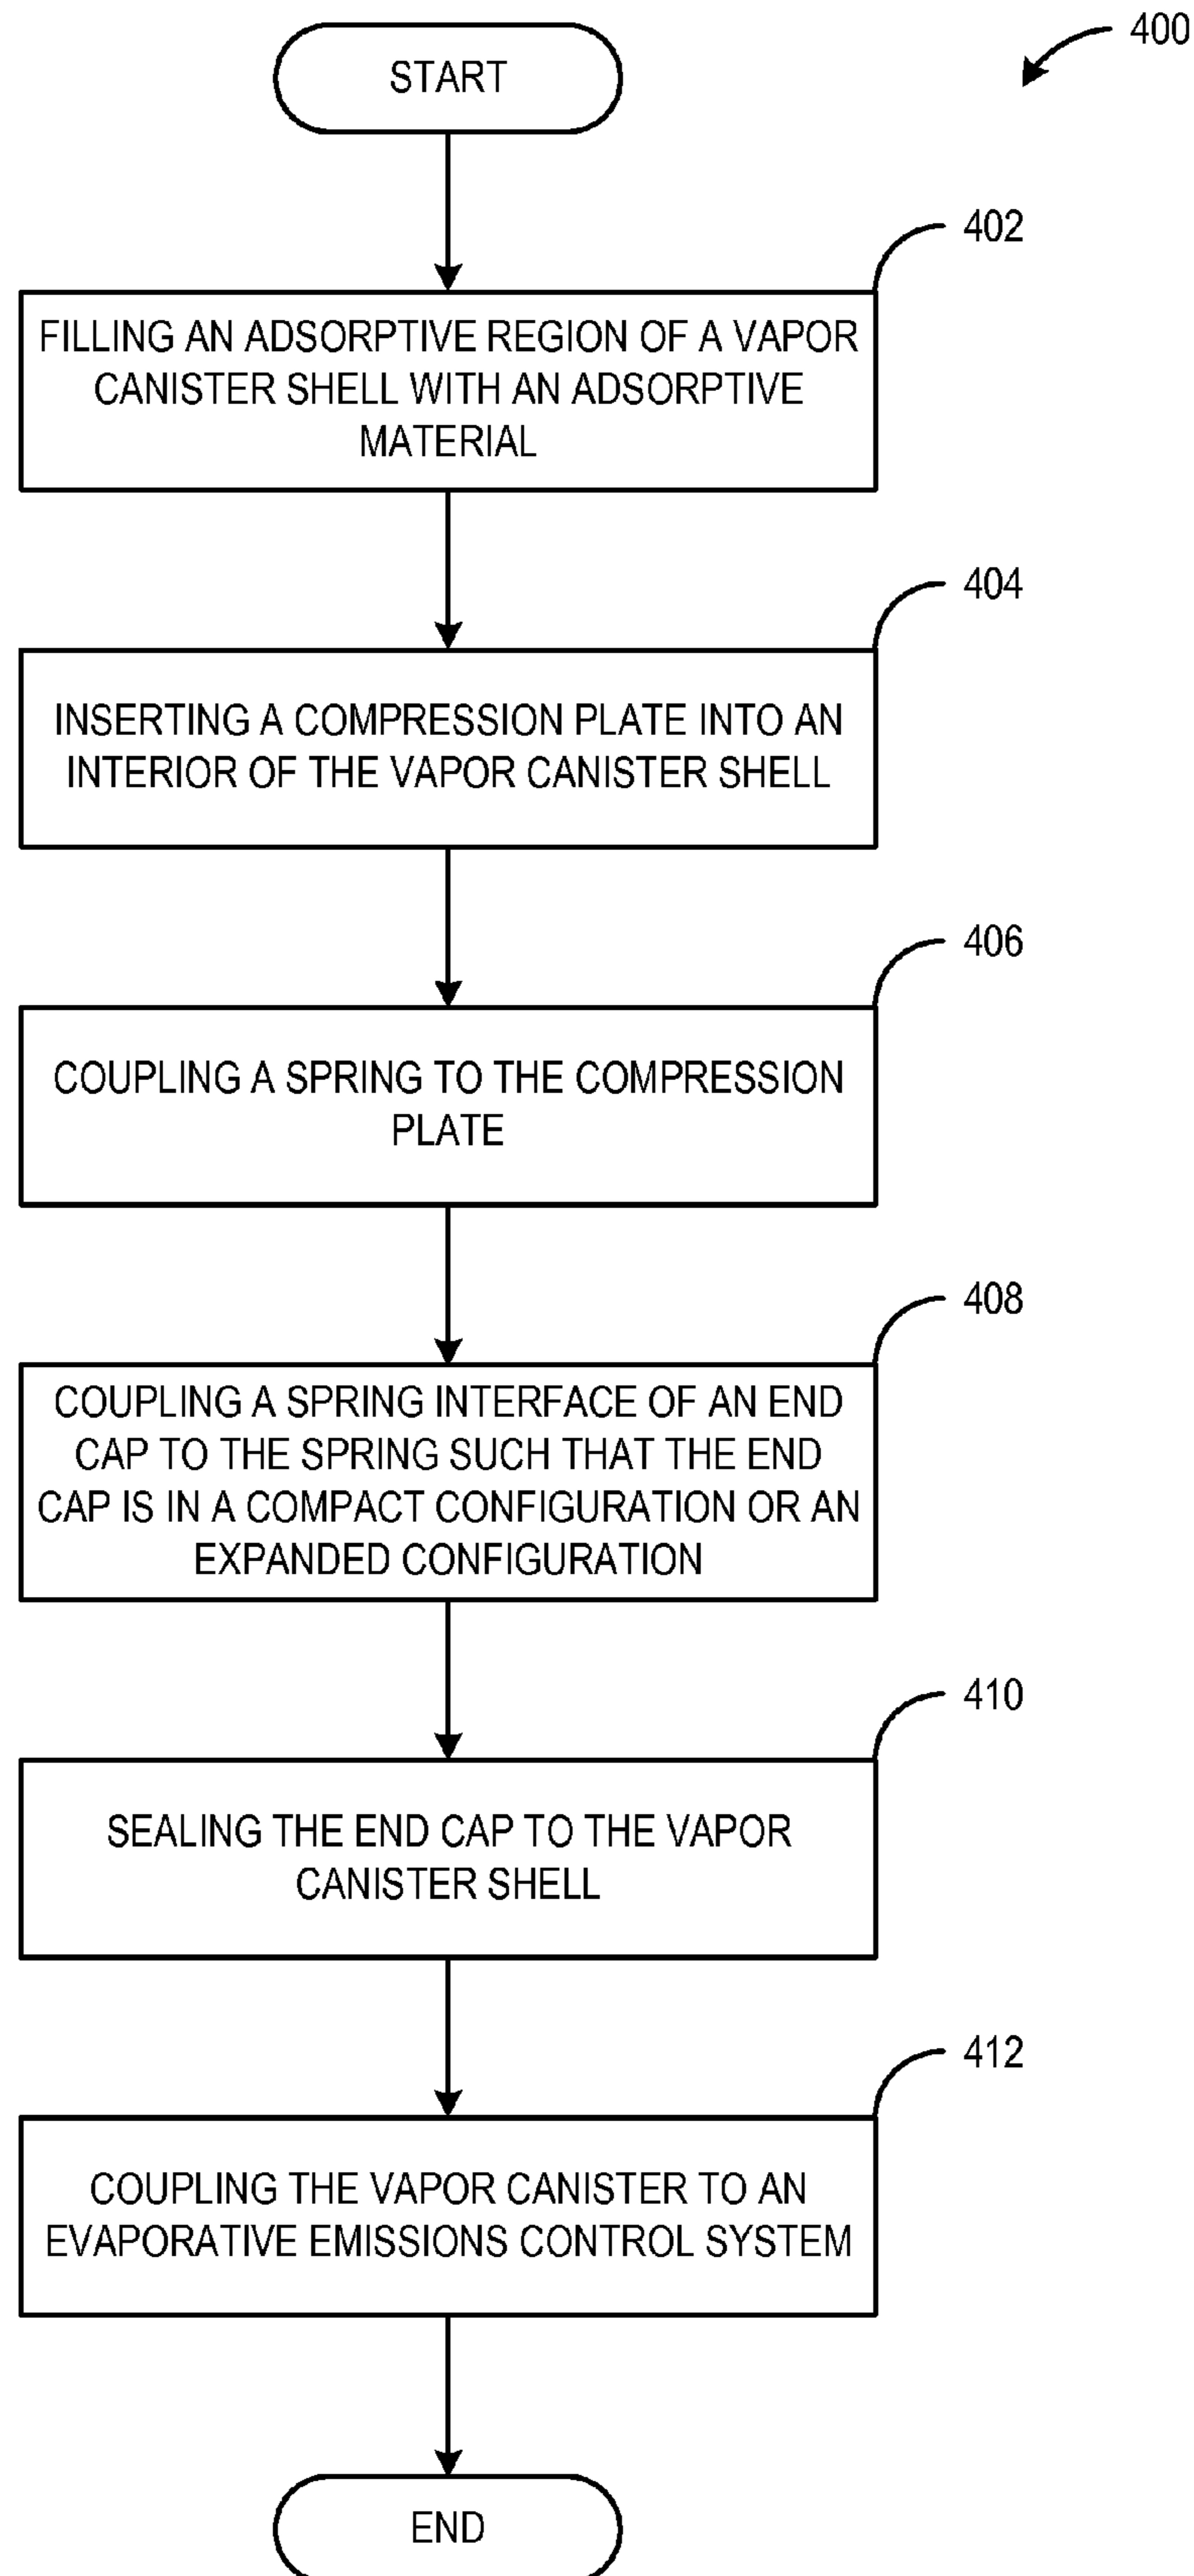 400
START
402
FILLING AN ADSORPTIVE REGION OF A VAPOR
CANISTER SHELL WITH AN ADSORPTIVE
MATERIAL
404
INSERTING A COMPRESSION PLATE INTO AN
INTERIOR OF THE VAPOR CANISTER SHELL
406
COUPLING A SPRING TO THE COMPRESSION
PLATE
408
COUPLING A SPRING INTERFACE OF AN END
CAP TO THE SPRING SUCH THAT THE END
CAP IS IN A COMPACT CONFIGURATION OR AN
EXPANDED CONFIGURATION
410
SEALING THE END CAP TO THE VAPOR
CANISTER SHELL
412
COUPLING THE VAPOR CANISTER TO AN
EVAPORATIVE EMISSIONS CONTROL SYSTEM
END